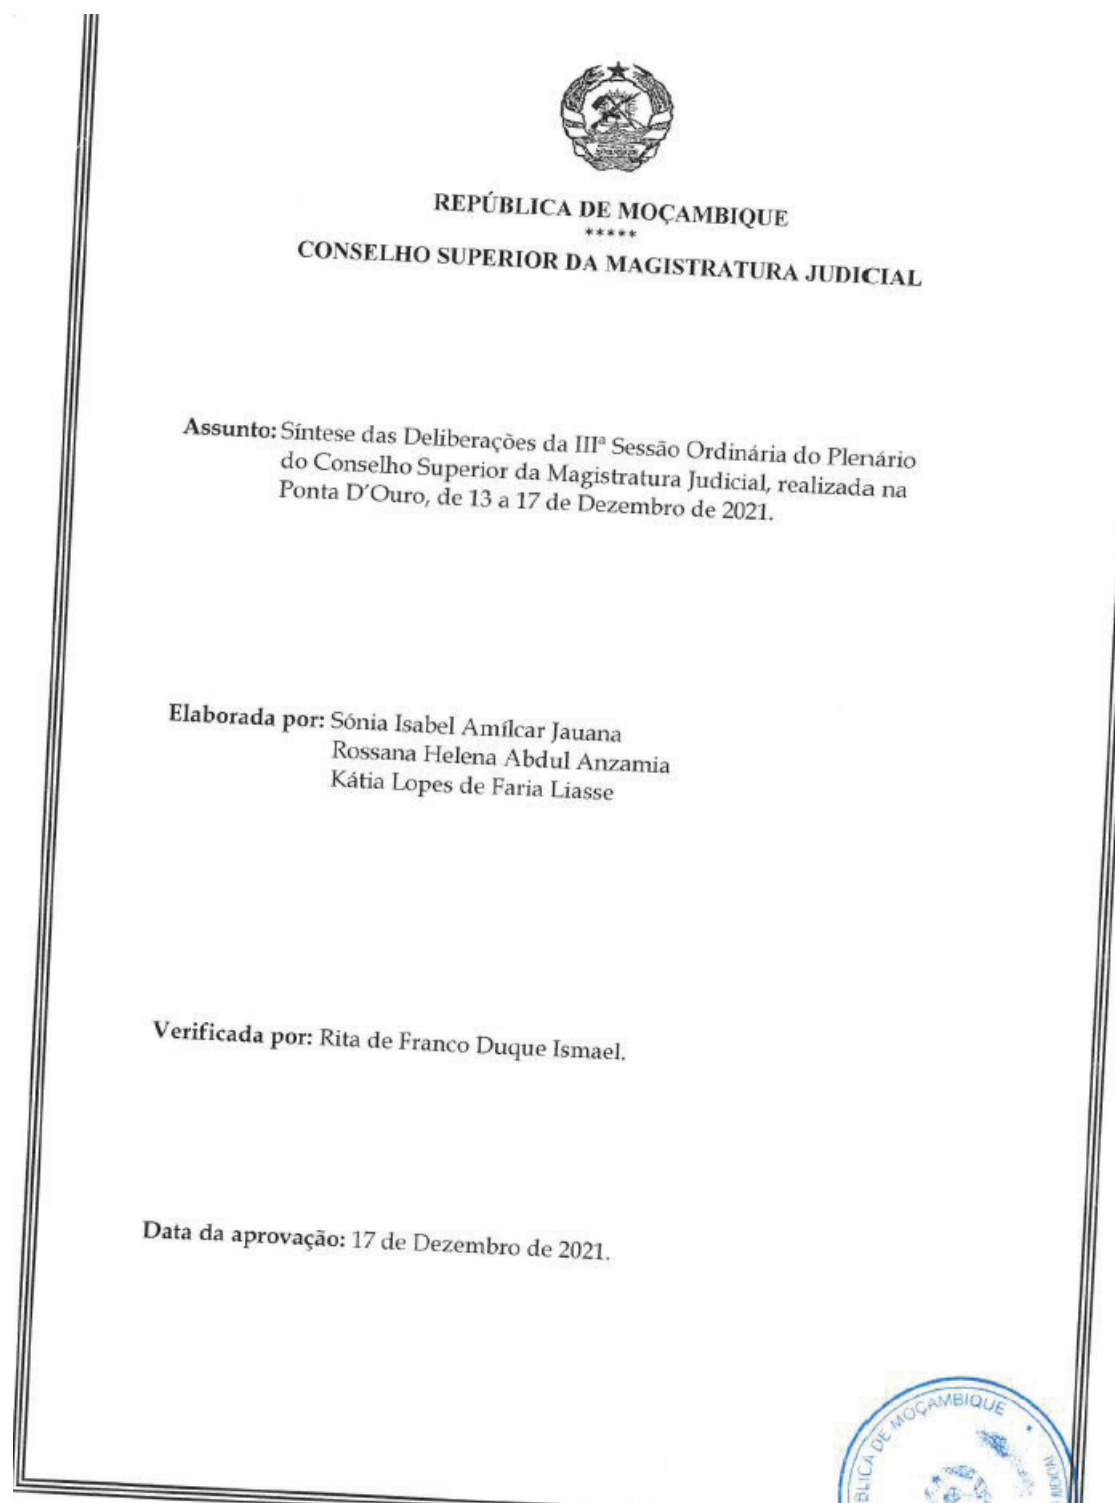 REPÚBLICA DE MOÇAMBIQUE
*****
CONSELHO SUPERIOR DA MAGISTRATURA JUDICIAL
Assunto: Síntese das Deliberações da IIIª Sessão Ordinária do Plenário
do Conselho Superior da Magistratura Judicial, realizada na
Ponta D'Ouro, de 13 a 17 de Dezembro de 2021.
Elaborada por: Sónia Isabel Amílcar Jauana
Rossana Helena Abdul Anzamia
Kátia Lopes de Faria Liasse
Verificada por: Rita de Franco Duque Ismael.
Data da aprovação: 17 de Dezembro de 2021.
DE MOÇAMBIQUE